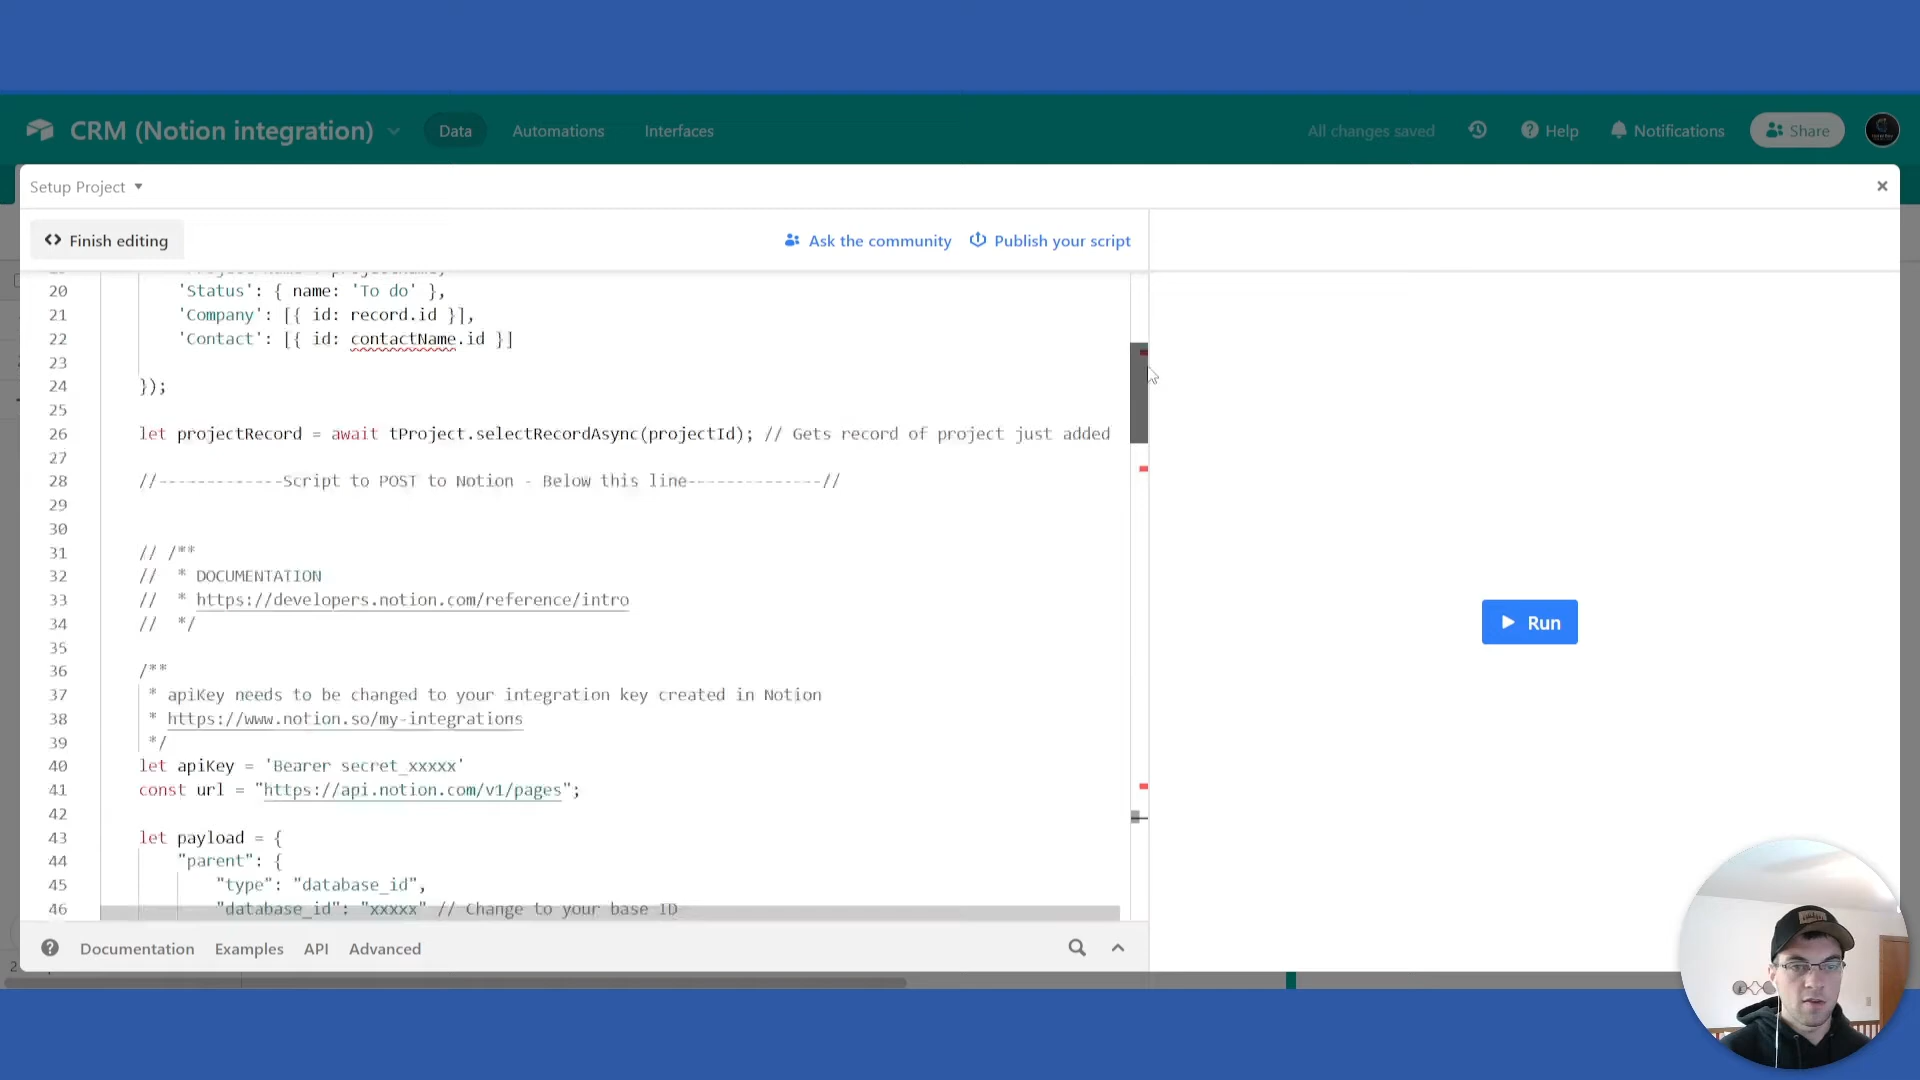 CRM (Notion integration)
Data
Automations
Interfaces
All changes saved
Help
Notifications
Share
Setup Project
Finish editing
Ask the community
Publish your script
20 'Status': { name: 'To do' },
21 'Company': [{ id: record.id }],
22 'Contact': [{ id: contactName.id }]
23
24 });
25
26 let projectRecord = await tProject.selectRecordAsync(projectId); // Gets record of project just added
27
28 //-------------Script to POST to Notion - Below this line--------------//
29
30
31 // /**
32 // * DOCUMENTATION
33 // * https://developers.notion.com/reference/intro
34 // */
35
36 /**
37 * apiKey needs to be changed to your integration key created in Notion
38 * https://www.notion.so/my-integrations
39 */
40 let apiKey = 'Bearer secret_xxxxx'
41 const url = "https://api.notion.com/v1/pages";
42
43 let payload = {
44 "parent": {
45 "type": "database_id",
46 "database_id": "xxxxx" // Change to your base ID
Run
Documentation
Examples
API
Advanced